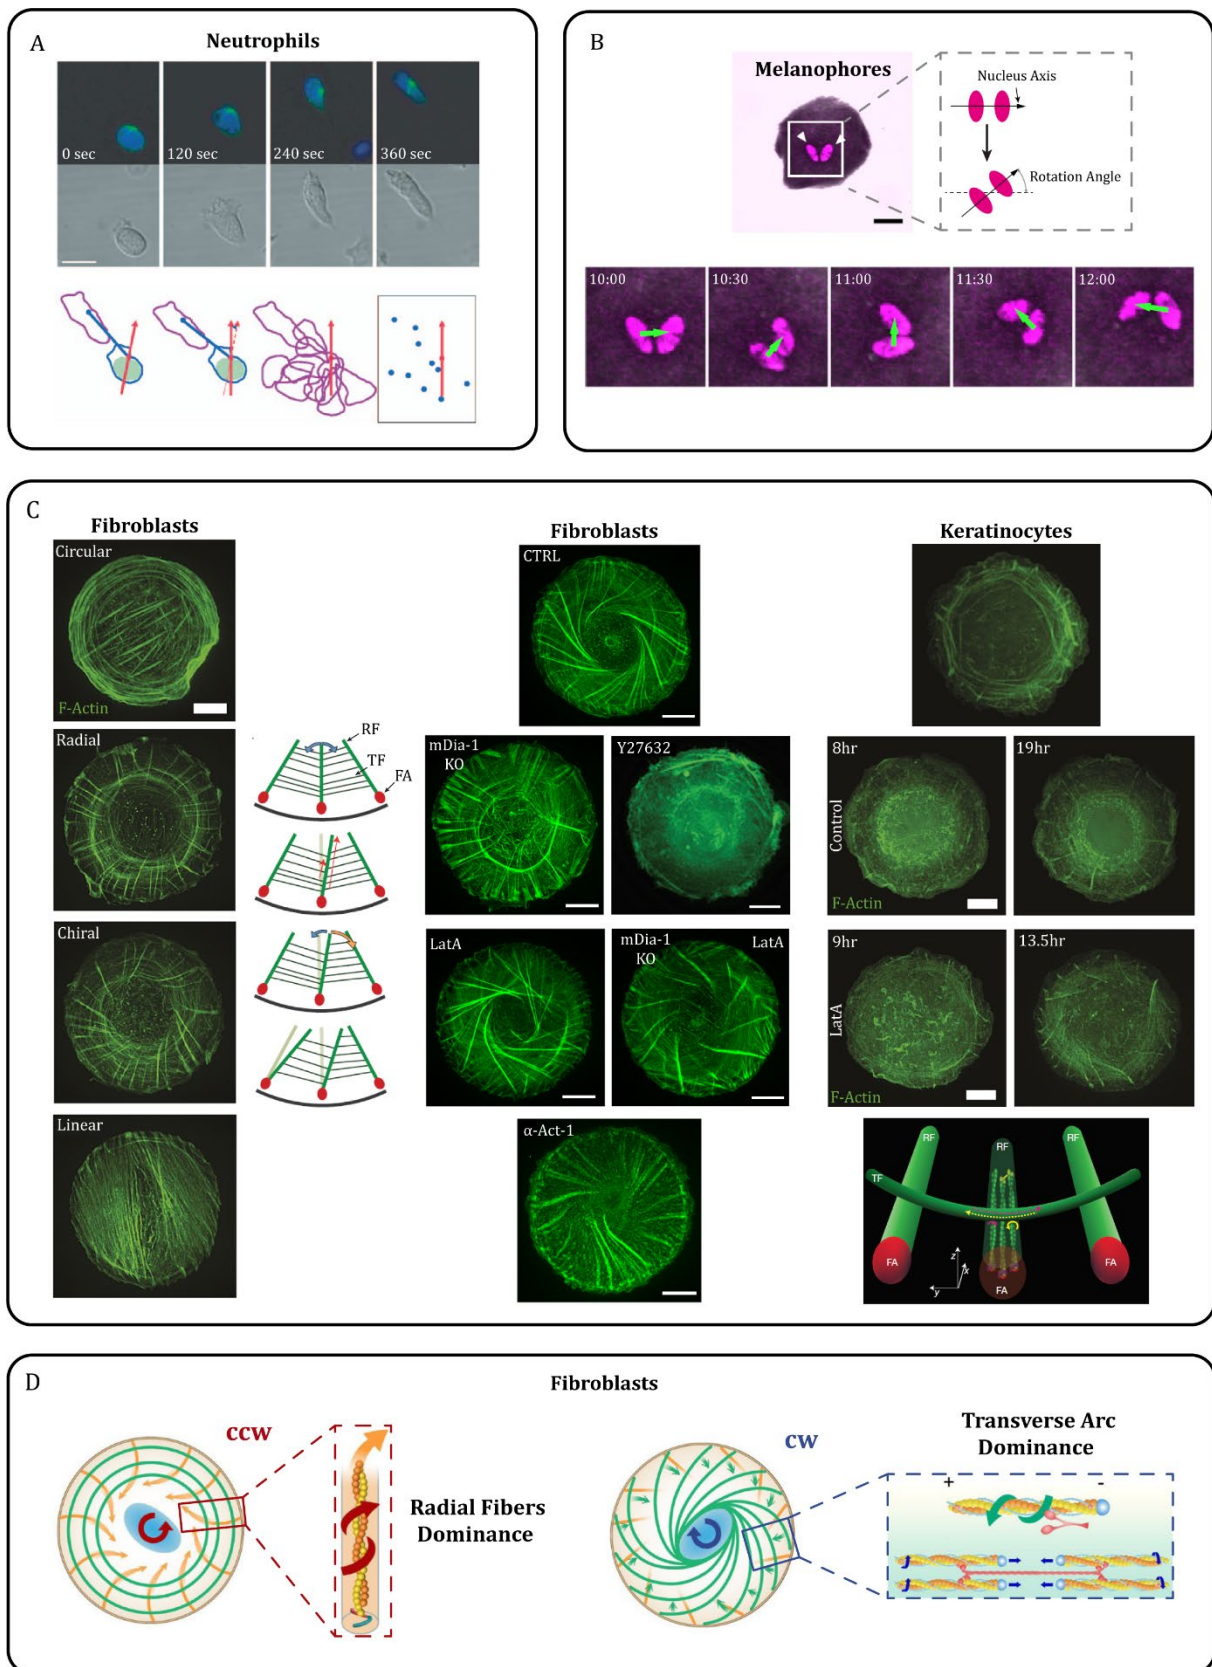 A
Neutrophils
0 sec
120 sec
240 sec
360 sec
B
Melanophores
Nucleus Axis
Rotation Angle
10:00
10:30
11:00
11:30
12:00
C
Fibroblasts
Circular
F-Actin
Radial
Chiral
Linear
RF
TF
FA
Fibroblasts
CTRL
mDia-1
KO
Y27632
LatA
mDia-1
KO
LatA
α-Act-1
Keratinocytes
8hr
19hr
Control
F-Actin
9hr
13.5hr
LatA
F-Actin
RF
RF
RF
TF
FA
FA
FA
z
x
y
D
Fibroblasts
ccw
Radial Fibers
Dominance
cw
Transverse Arc
Dominance
+
-